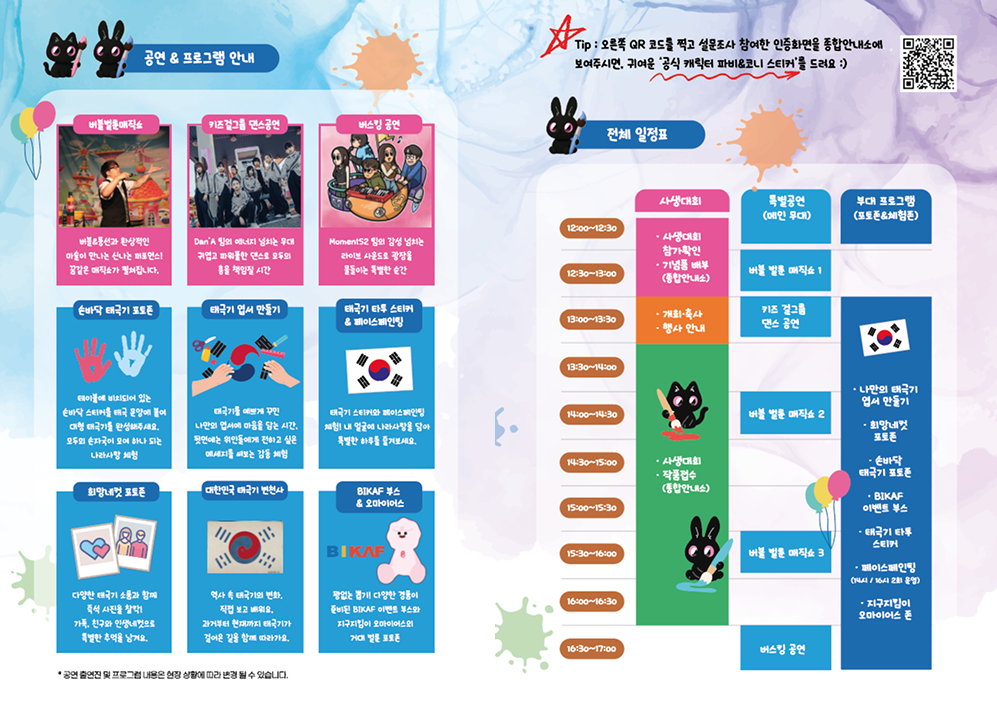 공연 & 프로그램 안내
버블벌룬매직쇼
버블&풍선과 환상적인
마술이 만나는 신나는 퍼포먼스!
꿈같은 매직쇼가 펼쳐집니다.
키즈걸그룹 댄스공연
Dan'A 팀의 에너지 넘치는 무대
귀엽고 파워풀한 댄스로 모두의
흥을 책임질 시간
버스킹 공연
Moment52 팀의 감성 넘치는
라이브 사운드로 광장을
물들이는 특별한 순간
손바닥 태극기 포토존
테이블에 비치되어 있는
손바닥 스티커를 태극 문양에 붙여
대형 태극기를 완성해주세요.
모두의 손자국이 모여 하나 되는
나라사랑 체험
태극기 엽서 만들기
태극기를 예쁘게 꾸민
나만의 엽서에 마음을 담는 시간.
뒷면에는 위인들에게 전하고 싶은
메세지를 써보는 감동 체험
태극기 타투 스티커
& 페이스페인팅
태극기 스티커와 페이스페인팅
체험! 내 얼굴에 나라사랑을 담아
특별한 하루를 즐겨보세요.
희망네컷 포토존
다양한 태극기 소품과 함께
즉석 사진을 찰칵!
가족, 친구와 인생네컷으로
특별한 추억을 남겨요.
대한민국 태극기 변천사
역사 속 태극기의 변화,
직접 보고 배워요.
과거부터 현재까지 태극기가
걸어온 길을 함께 따라가요.
BIKAF 부스
& 오마이어스
BIKAF
꽝없는 뽑기! 다양한 경품이
준비된 BIKAF 이벤트 부스와
지구지킴이 오마이어스의
거대 벌룬 포토존
* 공연 출연진 및 프로그램 내용은 현장 상황에 따라 변경 될 수 있습니다.
Tip : 오른쪽 QR 코드를 찍고 설문조사 참여한 인증화면을 종합안내소에
보여주시면, 귀여운 '공식 캐릭터 파비&코니 스티커'를 드려요 :)
전체 일정표
사생대회
특별공연
(메인 무대)
부대 프로그램
(포토존&체험존)
12:00~12:30
12:30~13:00
13:00~13:30
13:30~14:00
14:00~14:30
14:30~15:00
15:00~15:30
15:30~16:00
16:00~16:30
16:30~17:00
· 사생대회
참가확인
· 기념품 배부
(종합안내소)
· 개회·축사
· 행사 안내
· 사생대회
· 작품접수
(종합안내소)
버블 벌룬 매직쇼 1
키즈 걸그룹
댄스 공연
버블 벌룬 매직쇼 2
버블 벌룬 매직쇼 3
버스킹 공연
· 나만의 태극기
엽서 만들기
· 희망네컷
포토존
· 손바닥
태극기 포토존
· BIKAF
이벤트 부스
· 태극기 타투
스티커
· 페이스페인팅
(14시 / 16시 2회 운영)
· 지구지킴이
오마이어스 존